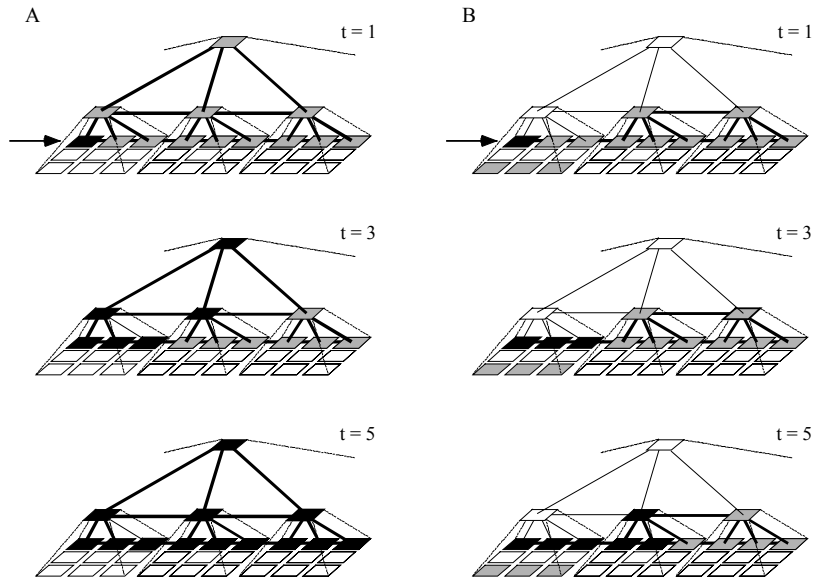 A
t = 1
B
t = 1
t = 3
t = 3
t = 5
t = 5